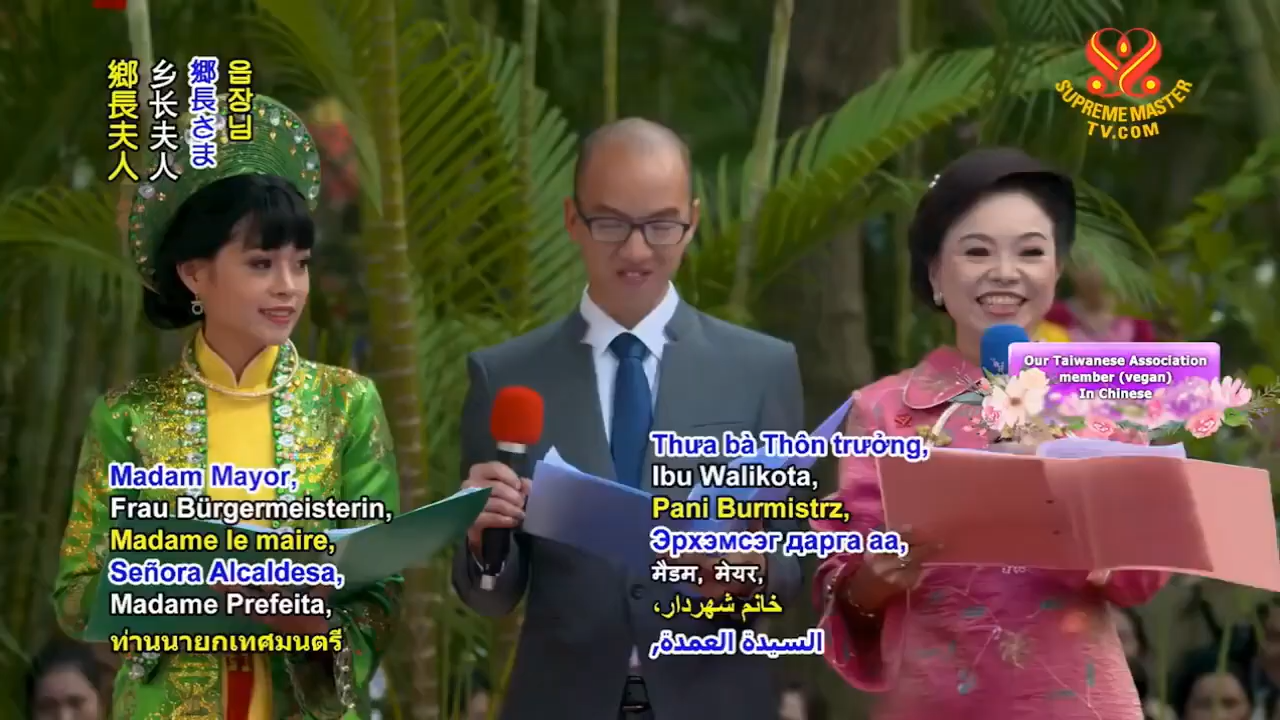 鄉長夫人
乡长夫人
郷長さま
읍장님
SUPREME MASTER
TV.COM
Our Taiwanese Association
member (vegan)
In Chinese
Madam Mayor,
Frau Bürgermeisterin,
Madame le maire,
Señora Alcaldesa,
Madame Prefeita,
ท่านนายกเทศมนตรี
Thưa bà Thôn trưởng,
Ibu Walikota,
Pani Burmistrz,
Эрхэмсэг дарга аа,
मैडम, मेयर,
خانم شهردار،
السيدة العمدة,